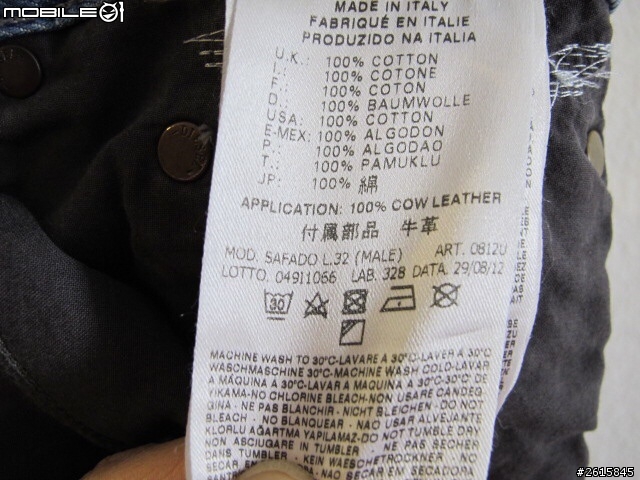 MOBILE01
MADE IN ITALY
FABRIQUÉ EN ITALIE
PRODUZIDO NA ITALIA
U.K.: 100% COTTON
I.: 100% COTONE
F.: 100% COTON
D.: 100% BAUMWOLLE
USA: 100% COTTON
E-MEX: 100% ALGODON
P.: 100% ALGODAO
T.: 100% PAMUKLU
JP: 100% 綿
APPLICATION: 100% COW LEATHER
付属部品 牛革
MOD. SAFADO L.32 (MALE) ART. 0812U
LOTTO. 04911066 LAB. 328 DATA. 29/08/12
30
MACHINE WASH TO 30°C-LAVARE A 30°C-LAVER A 30°C
WASCHMASCHINE 30°C-MACHINE WASH COLD-LAVAR
A MÁQUINA A 30°C-LAVAR A MAQUINA A 30°C-30°C DE
YIKAMA-NO CHLORINE BLEACH-NON USARE CANDEG
GINA - NE PAS BLANCHIR - NICHT BLEICHEN - DO NOT
BLEACH - NO BLANQUEAR - NAO USAR ALVEJANTE
KLORLU AĞARTMA YAPILAMAZ-DO NOT TUMBLE DRY
NON ASCIUGARE IN TUMBLER - NE PAS SECHER
DANS TUMBLER - KEIN WAESCHETROCKNER - NO
SECAR EN SECADORA
#2615845